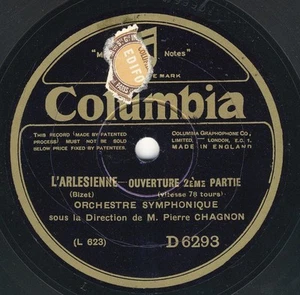 "M Notes"
E MARK
EDIFO
Columbia
THIS RECORD (MADE BY PATENTED
PROCESS) MUST NOT BE SOLD
BELOW PRICE FIXED BY PATENTEES.
COLUMBIA GRAPHOPHONE CO.,
LIMITED. — LONDON, E.C. 1.
MADE IN ENGLAND
L'ARLESIENNE — OUVERTURE 2ÈME PARTIE
(Bizet) (vitesse 78 tours)
ORCHESTRE SYMPHONIQUE
sous la Direction de M. Pierre CHAGNON
(L 623) D 6293